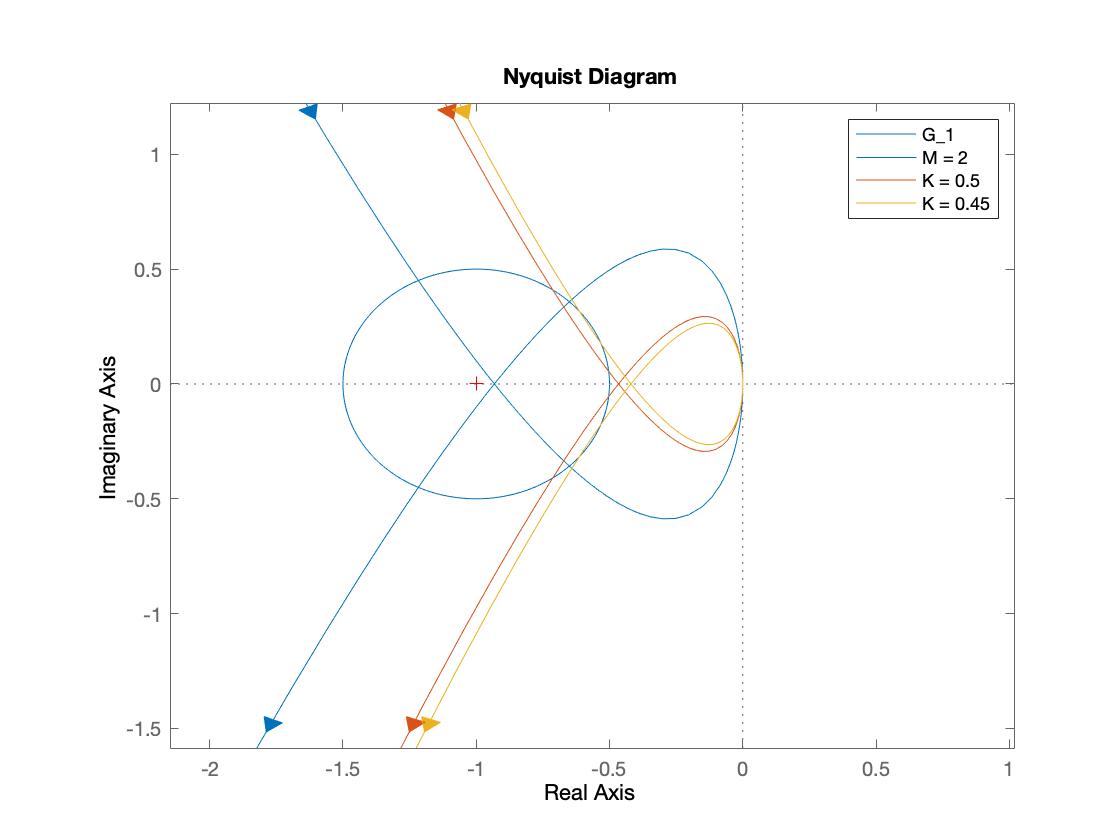 Nyquist Diagram
G_1
M = 2
K = 0.5
K = 0.45
1
0.5
0
-0.5
-1
-1.5
Imaginary Axis
-2 -1.5 -1 -0.5 0 0.5 1
Real Axis